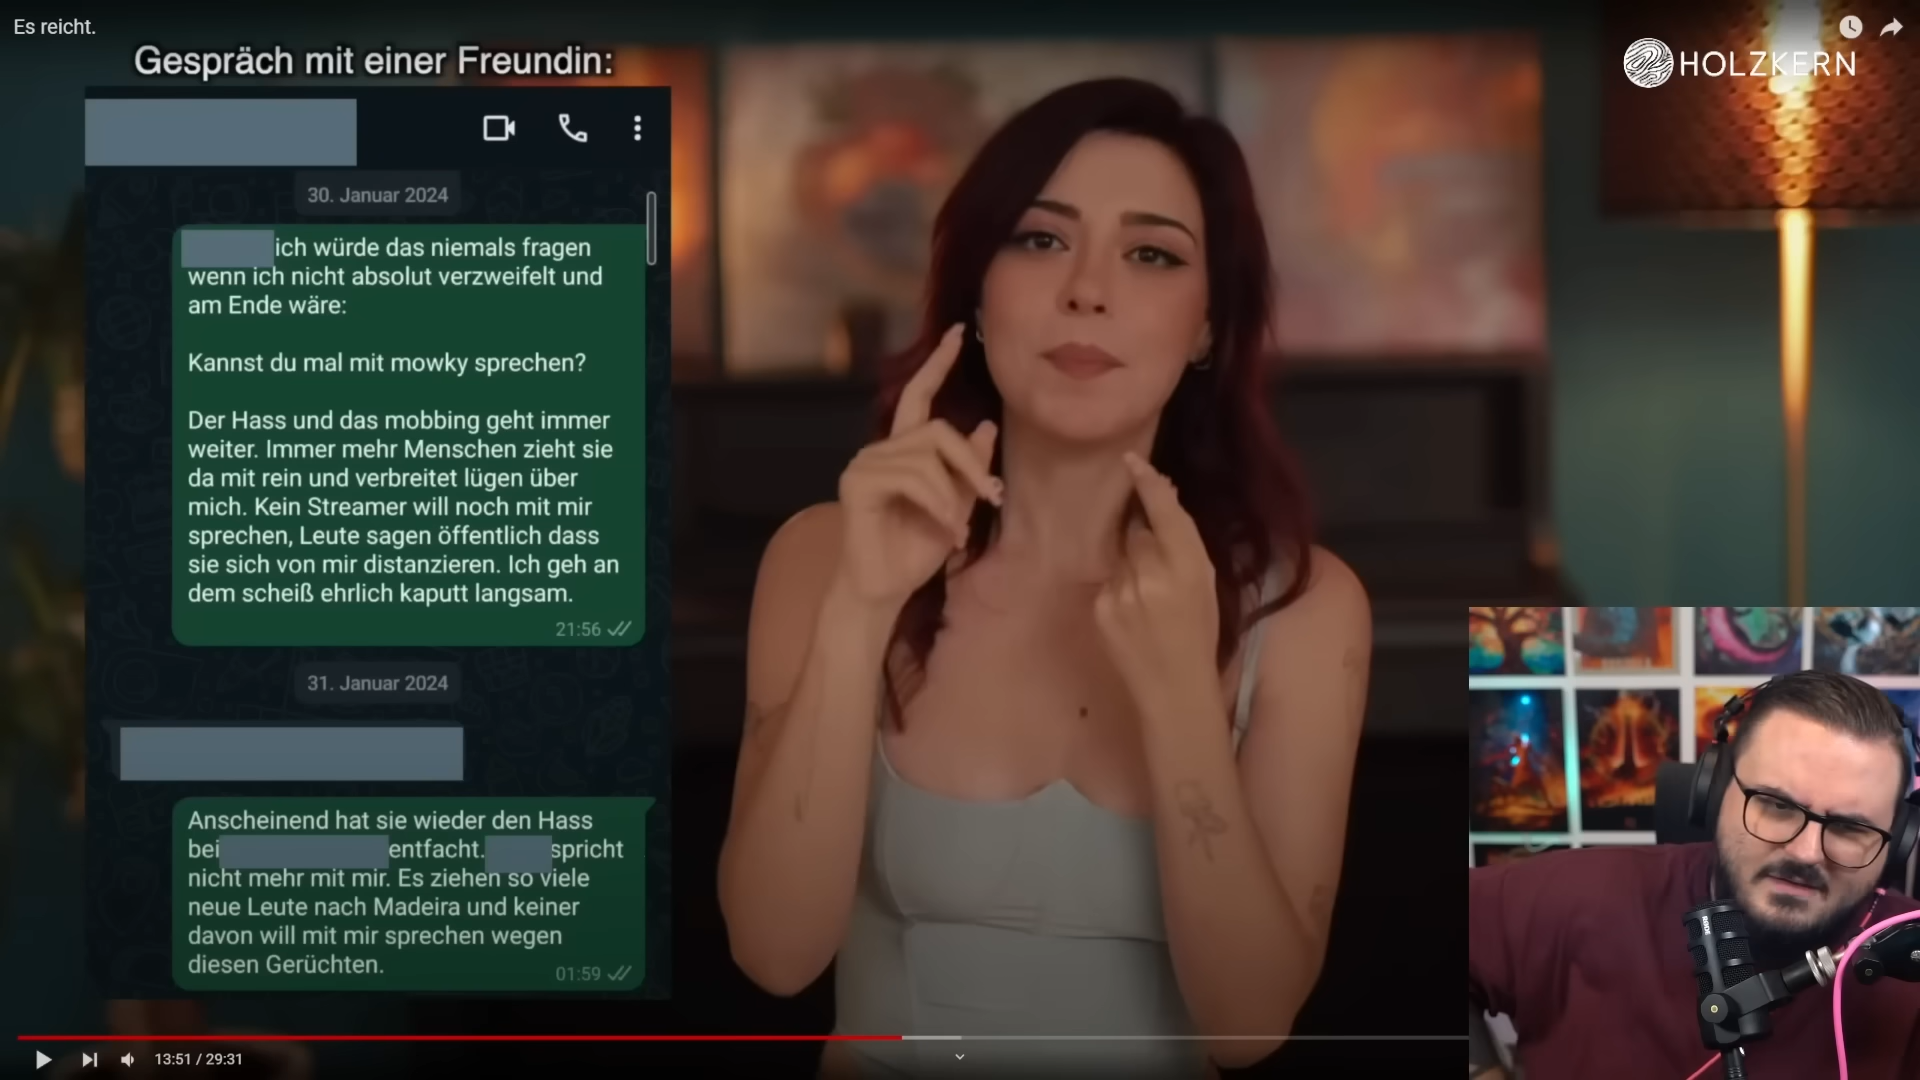 Es reicht.
HOLZKERN
Gespräch mit einer Freundin:
30. Januar 2024
ich würde das niemals fragen
wenn ich nicht absolut verzweifelt und
am Ende wäre:
Kannst du mal mit mowky sprechen?
Der Hass und das mobbing geht immer
weiter. Immer mehr Menschen zieht sie
da mit rein und verbreitet lügen über
mich. Kein Streamer will noch mit mir
sprechen, Leute sagen öffentlich dass
sie sich von mir distanzieren. Ich geh an
dem scheiß ehrlich kaputt langsam.
21:56
31. Januar 2024
Anscheinend hat sie wieder den Hass
bei entfacht. spricht
nicht mehr mit mir. Es ziehen so viele
neue Leute nach Madeira und keiner
davon will mit mir sprechen wegen
diesen Gerüchten.
01:59
13:51 / 29:31